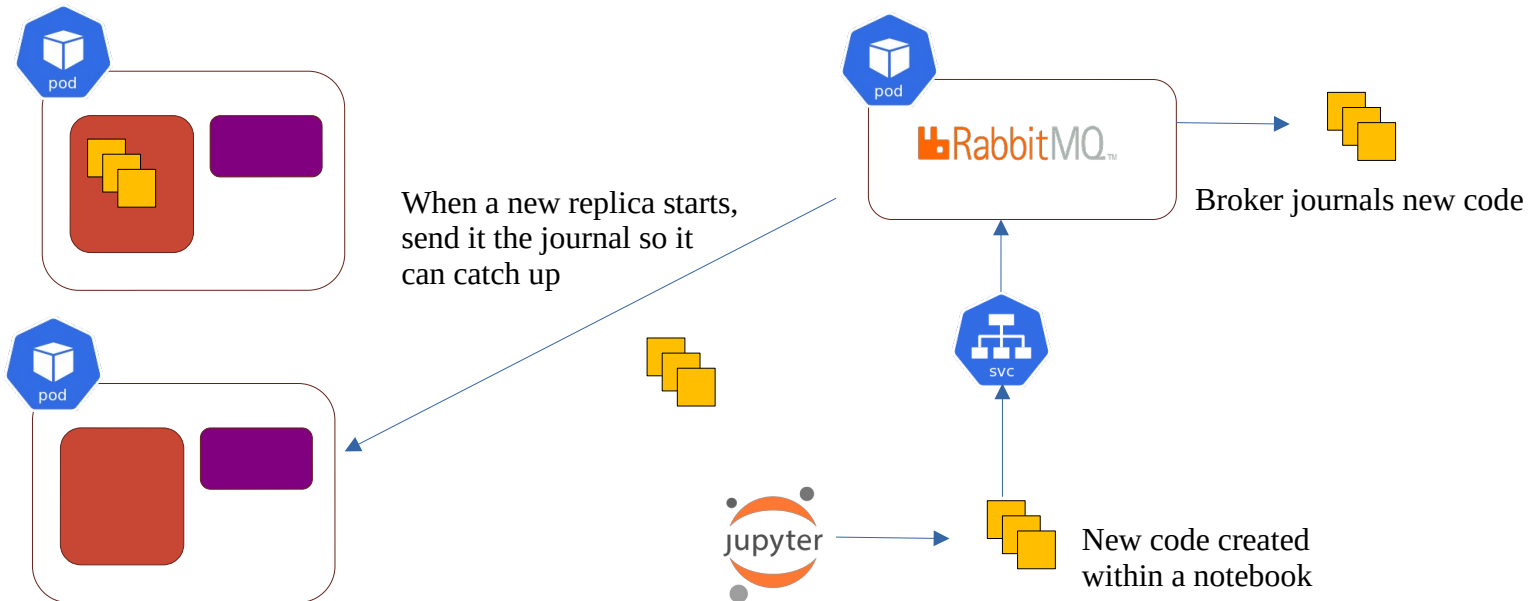 pod
pod
RabbitMQ™
When a new replica starts,
send it the journal so it
can catch up
Broker journals new code
svc
pod
jupyter
New code created
within a notebook